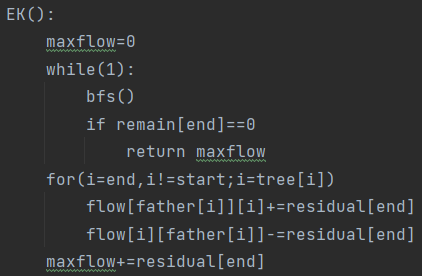 EK():
    maxflow=0
    while(1):
        bfs()
        if remain[end]==0
            return maxflow
    for(i=end,i!=start;i=tree[i])
        flow[father[i]][i]+=residual[end]
        flow[i][father[i]]-=residual[end]
    maxflow+=residual[end]